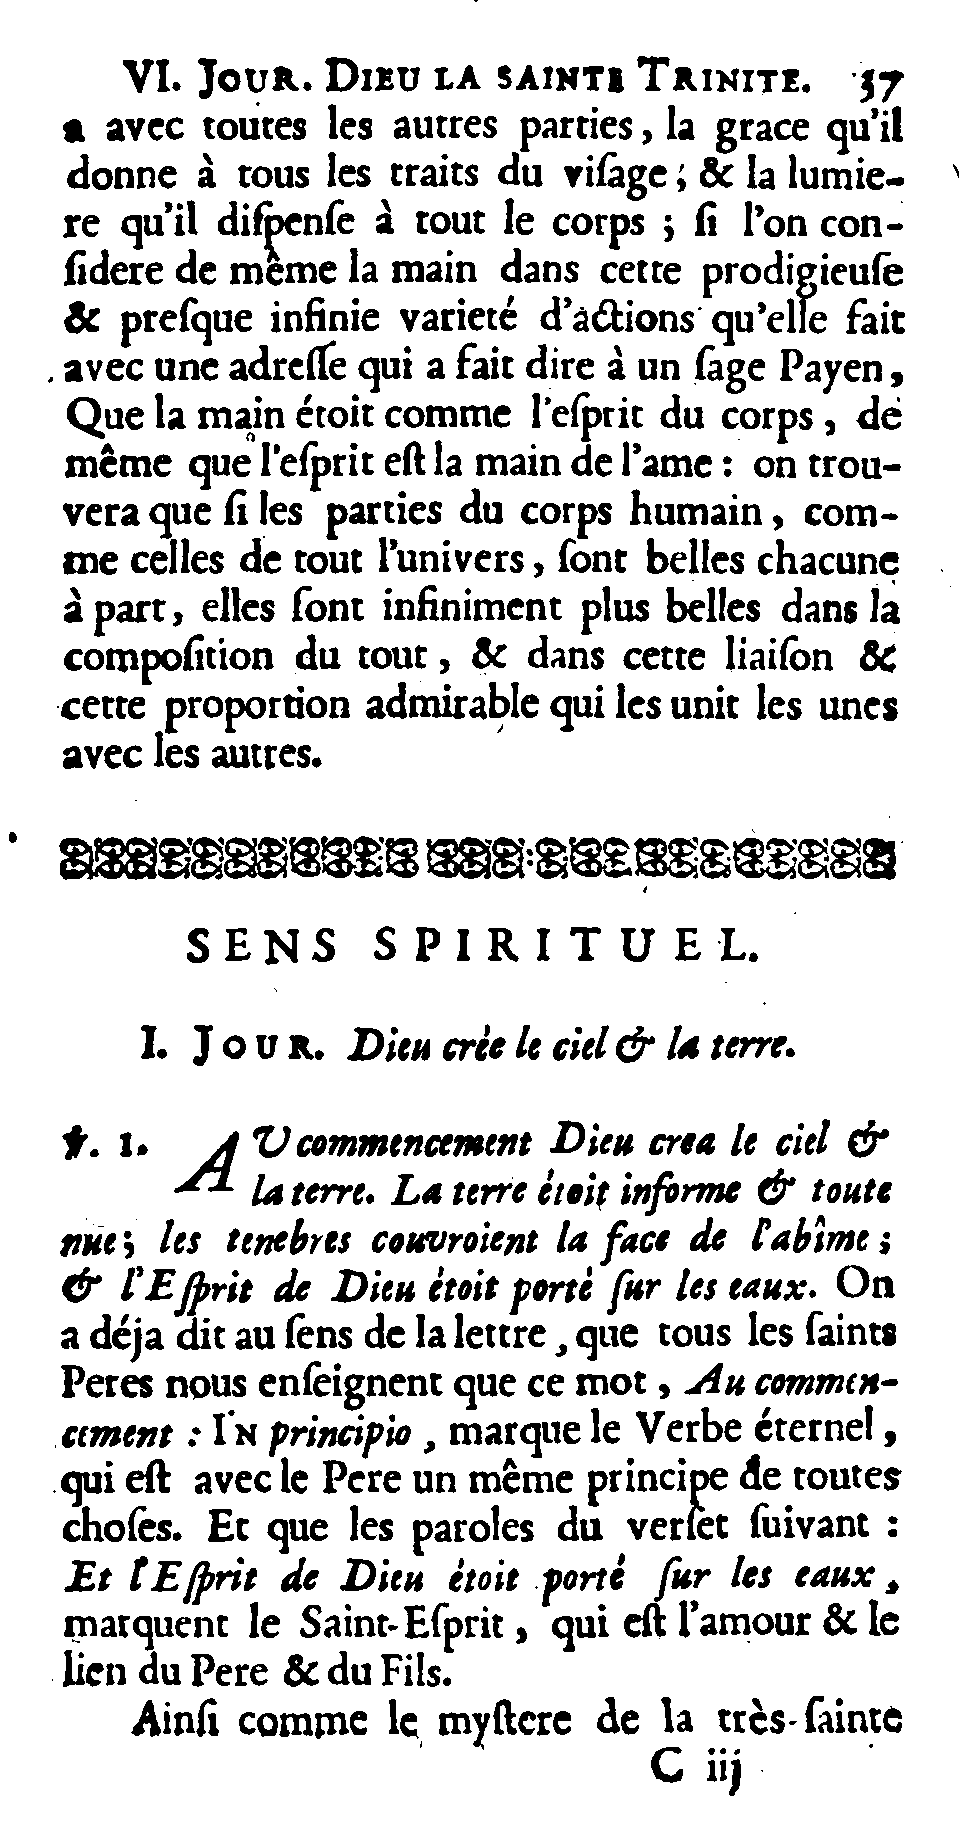 VI. JOUR. DIEU LA SAINTE TRINITE. 37
a avec toutes les autres parties, la grace qu'il
donne à tous les traits du viſage; & la lumie-
re qu'il diſpenſe à tout le corps ; ſi l'on con-
ſidere de même la main dans cette prodigieuſe
& preſque infinie varieté d'actions qu'elle fait
avec une adreſſe qui a fait dire à un ſage Payen,
Que la main étoit comme l'eſprit du corps, de
même que l'eſprit eſt la main de l'ame : on trou-
vera que ſi les parties du corps humain, com-
me celles de tout l'univers, ſont belles chacune
à part, elles ſont infiniment plus belles dans la
compoſition du tout, & dans cette liaiſon &
cette proportion admirable qui les unit les unes
avec les autres.
SENS SPIRITUEL.
I. JOUR. Dieu crée le ciel & la terre.
℣. 1. AU commencement Dieu crea le ciel &
la terre. La terre étoit informe & toute
nuë; les tenebres couvroient la face de l'abîme ;
& l'Eſprit de Dieu étoit porté ſur les eaux. On
a déja dit au ſens de la lettre, que tous les ſaints
Peres nous enſeignent que ce mot, Au commen-
cement : IN principio, marque le Verbe éternel,
qui eſt avec le Pere un même principe de toutes
choſes. Et que les paroles du verſet ſuivant :
Et l'Eſprit de Dieu étoit porté ſur les eaux,
marquent le Saint-Eſprit, qui eſt l'amour & le
lien du Pere & du Fils.
Ainſi comme le myſtere de la très-ſainte
C iij